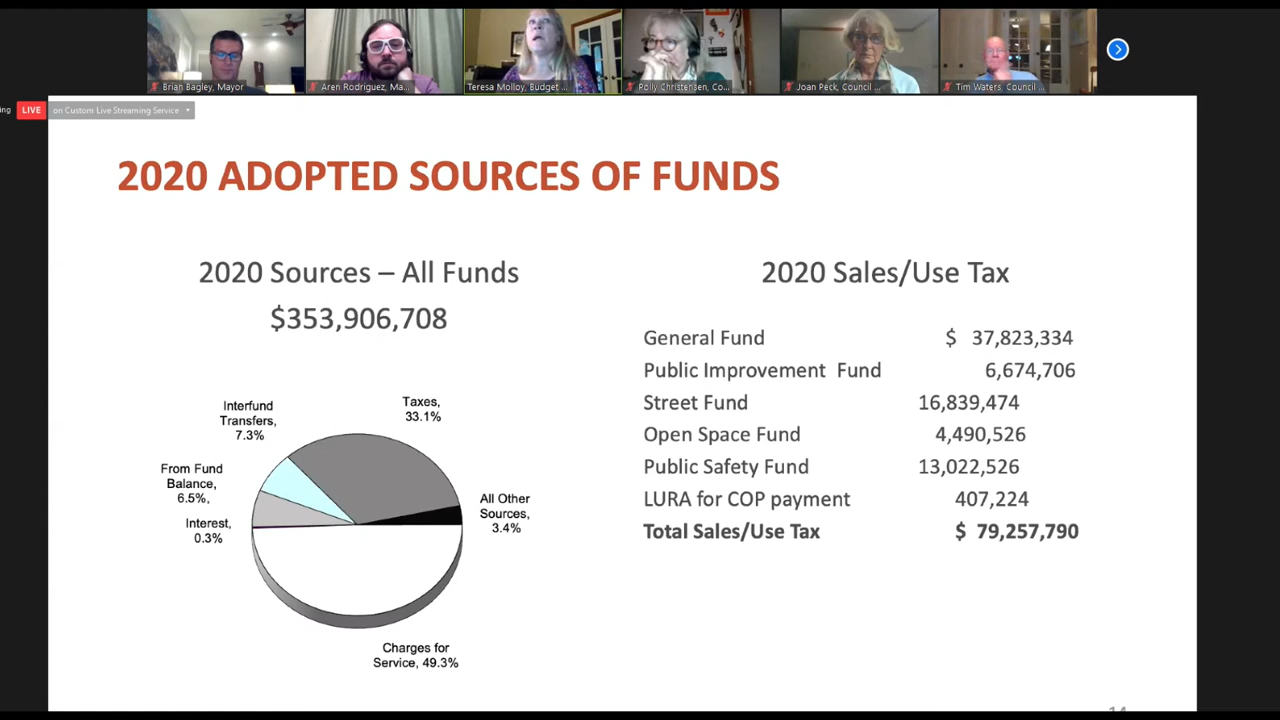 Brian Bagley, Mayor
Aren Rodriguez, Ma...
Teresa Molloy, Budget ...
Polly Christensen, Co...
Joan Peck, Council ...
Tim Waters, Council ...
LIVE
on Custom Live Streaming Service
2020 ADOPTED SOURCES OF FUNDS
2020 Sources – All Funds
$353,906,708
Interfund
Transfers,
7.3%
Taxes,
33.1%
From Fund
Balance,
6.5%,
Interest,
0.3%
All Other
Sources,
3.4%
Charges for
Service, 49.3%
2020 Sales/Use Tax
General Fund $ 37,823,334
Public Improvement Fund 6,674,706
Street Fund 16,839,474
Open Space Fund 4,490,526
Public Safety Fund 13,022,526
LURA for COP payment 407,224
Total Sales/Use Tax $ 79,257,790